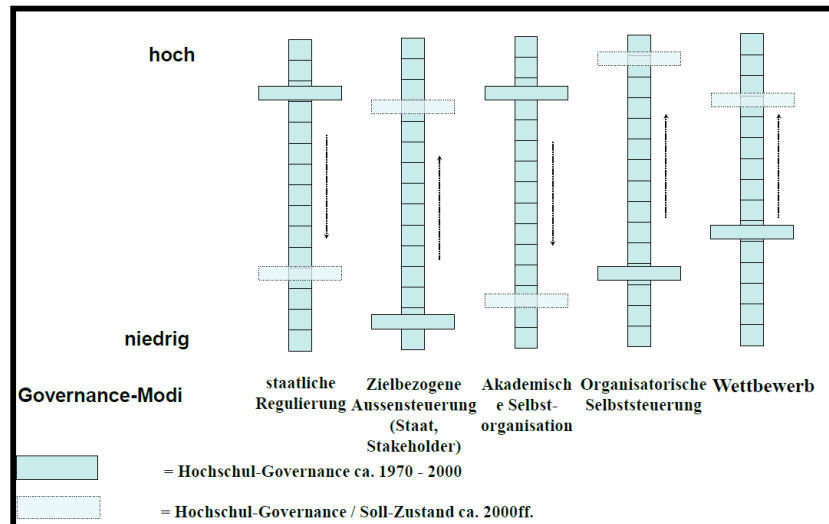 hoch
niedrig
Governance-Modi
staatliche
Regulierung
Zielbezogene
Aussensteuerung
(Staat,
Stakeholder)
Akademisch
e Selbst-
organisation
Organisatorische
Selbststeuerung
Wettbewerb
= Hochschul-Governance ca. 1970 - 2000
= Hochschul-Governance / Soll-Zustand ca. 2000ff.